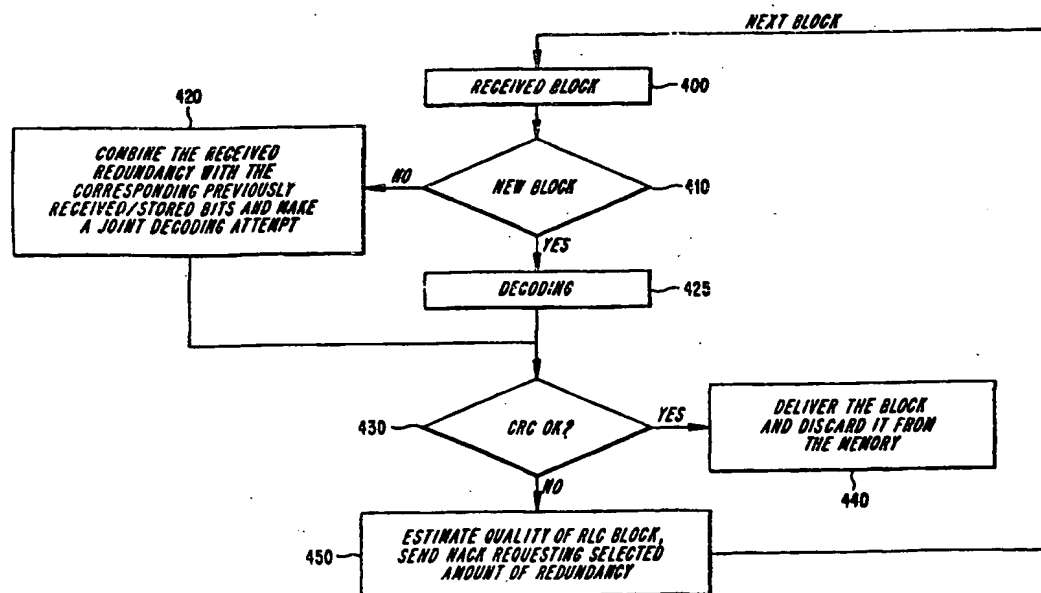 NEXT BLOCK
RECEIVED BLOCK
400
420
COMBINE THE RECEIVED
REDUNDANCY WITH THE
CORRESPONDING PREVIOUSLY
RECEIVED/STORED BITS AND MAKE
A JOINT DECODING ATTEMPT
NO
NEW BLOCK
410
YES
DECODING
425
430
CRC OK?
YES
DELIVER THE BLOCK
AND DISCARD IT FROM
THE MEMORY
440
NO
450
ESTIMATE QUALITY OF RLC BLOCK,
SEND NACK REQUESTING SELECTED
AMOUNT OF REDUNDANCY